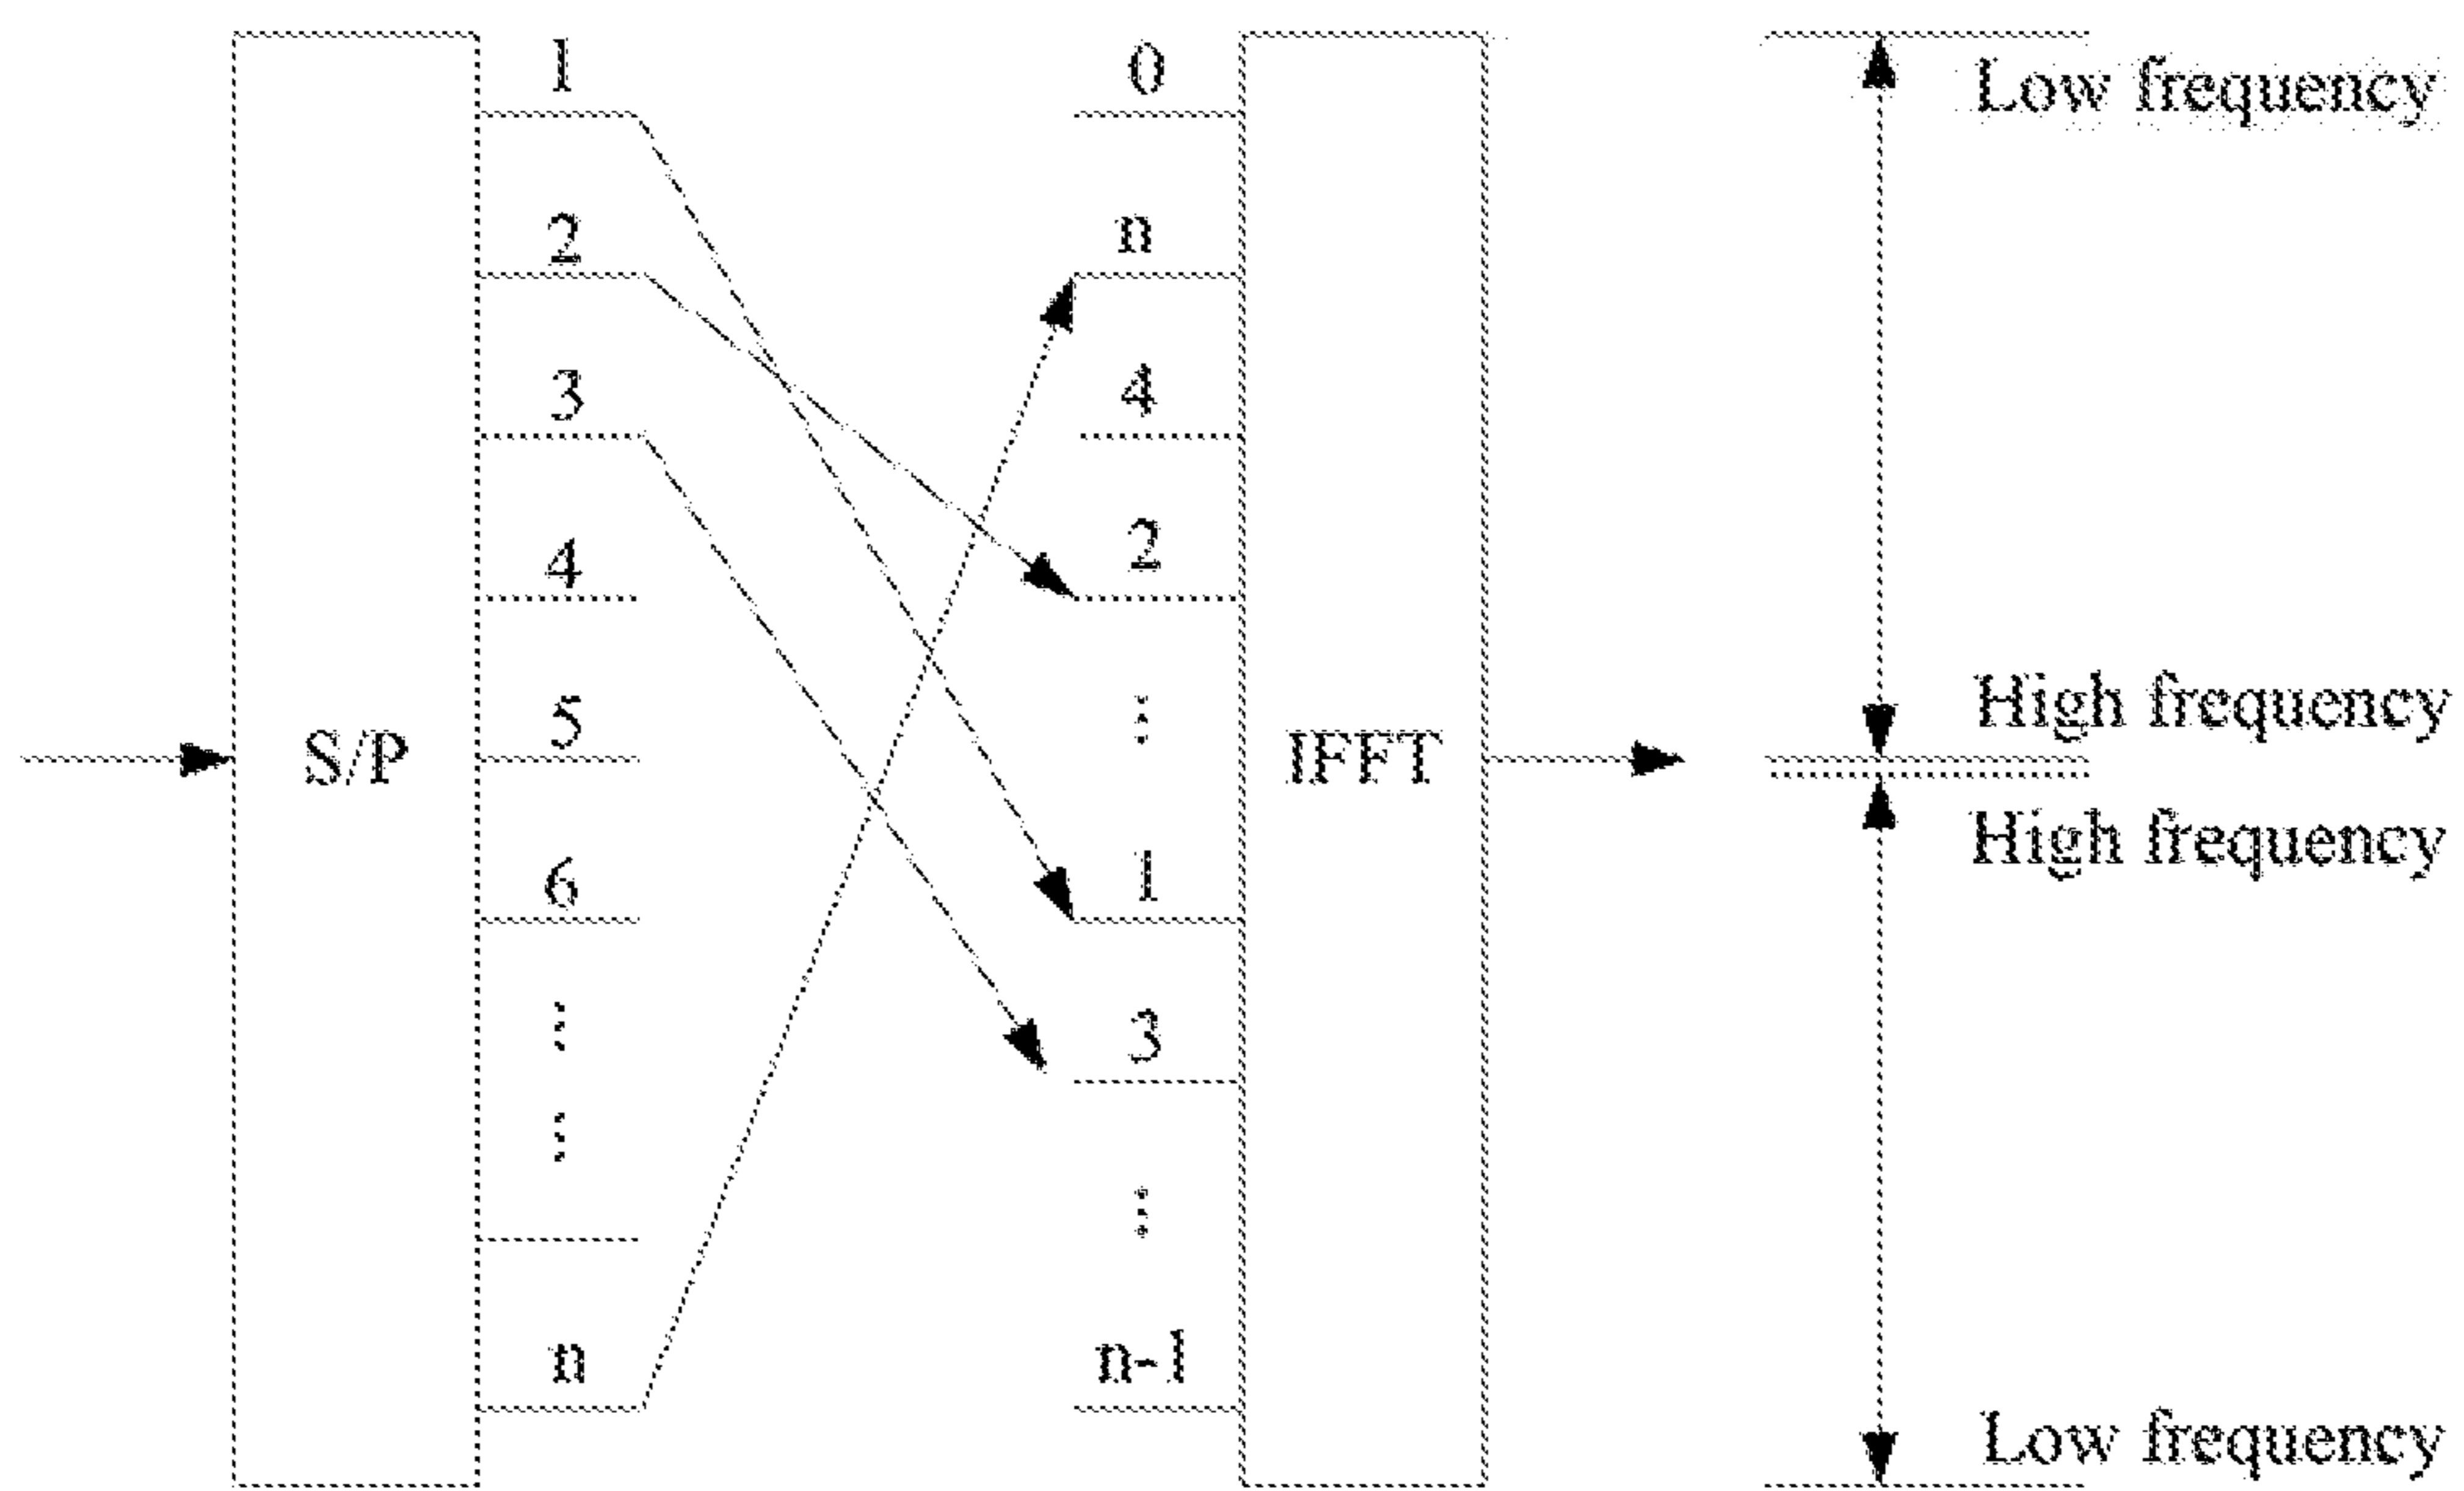 1
2
3
4
5
6
⋮
⋮
n
S/P
0
n
4
2
⋮
1
3
⋮
n-1
IFFT
Low frequency
High frequency
High frequency
Low frequency